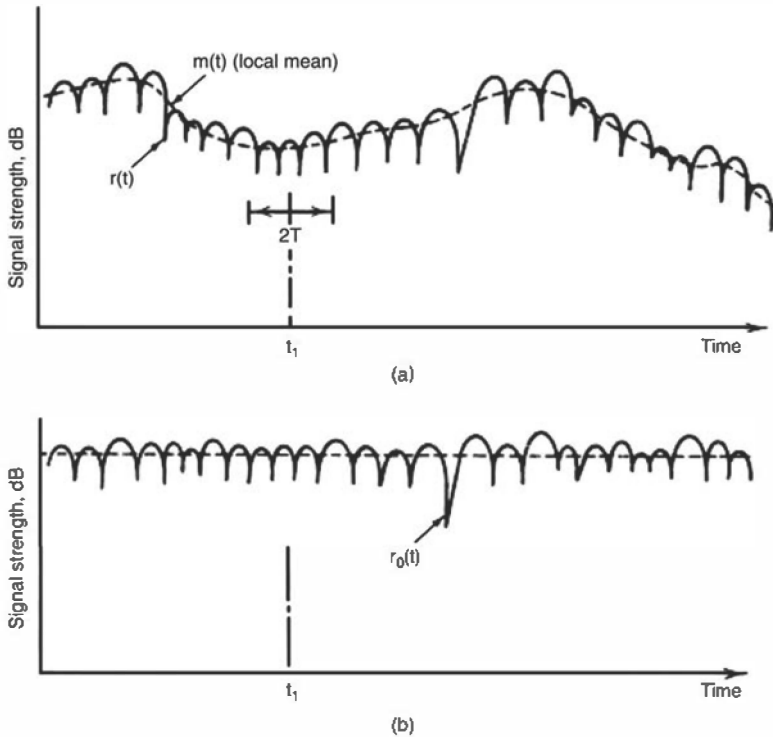 m(t) (local mean)
r(t)
Signal strength, dB
2T
t₁
Time
(a)
Signal strength, dB
r₀(t)
t₁
Time
(b)